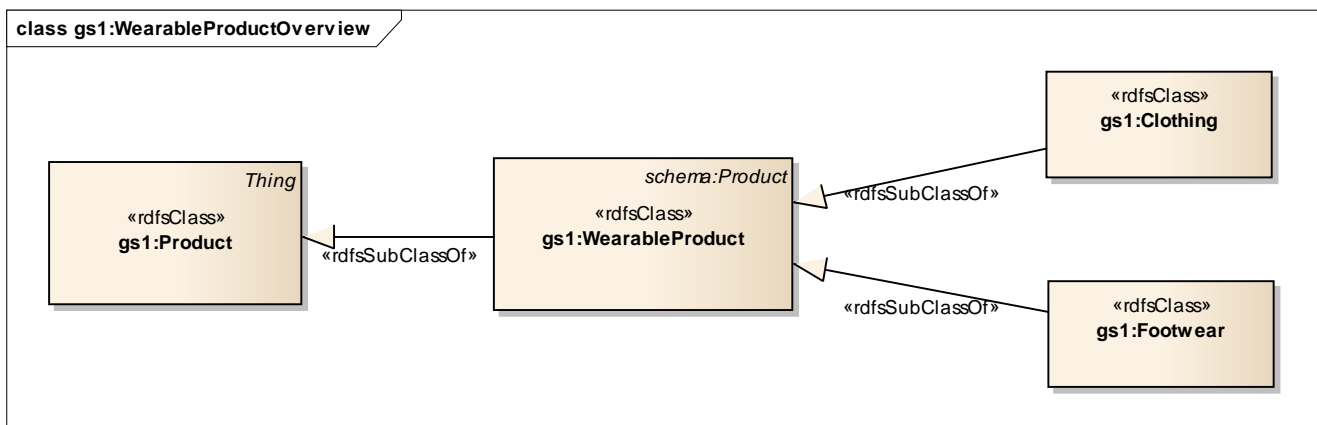 class gs1:WearableProductOverview
Thing
«rdfsClass»
gs1:Product
«rdfsSubClassOf»
schema:Product
«rdfsClass»
gs1:WearableProduct
«rdfsSubClassOf»
«rdfsSubClassOf»
«rdfsClass»
gs1:Clothing
«rdfsClass»
gs1:Footwear